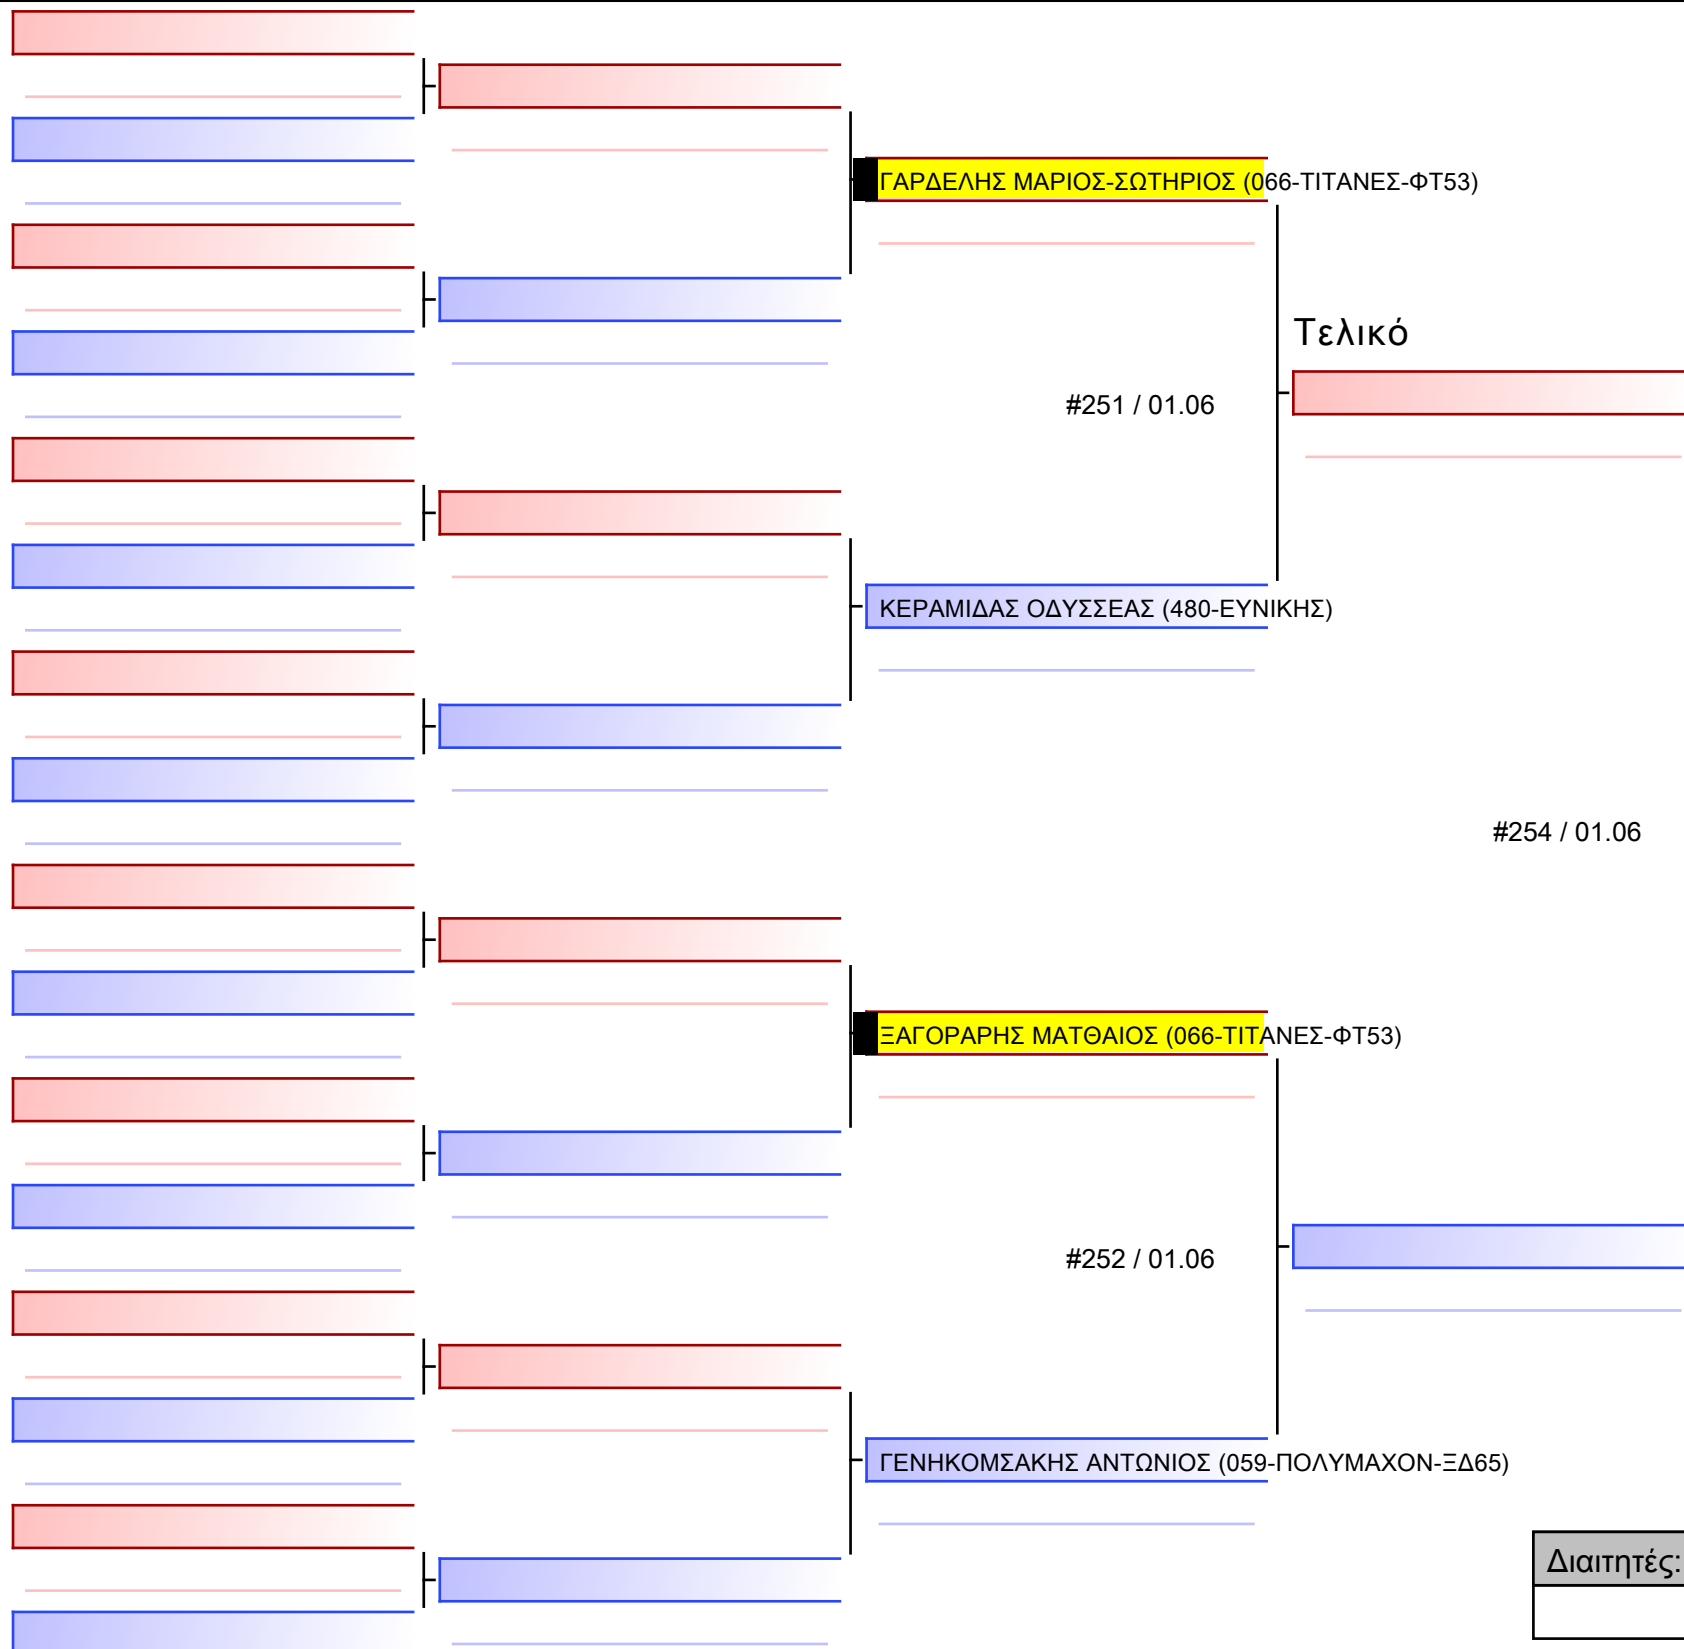 ΓΑΡΔΕΛΗΣ ΜΑΡΙΟΣ-ΣΩΤΗΡΙΟΣ (066-ΤΙΤΑΝΕΣ-ΦΤ53)
Τελικό
#251 / 01.06
ΚΕΡΑΜΙΔΑΣ ΟΔΥΣΣΕΑΣ (480-ΕΥΝΙΚΗΣ)
#254 / 01.06
ΞΑΓΟΡΑΡΗΣ ΜΑΤΘΑΙΟΣ (066-ΤΙΤΑΝΕΣ-ΦΤ53)
#252 / 01.06
ΓΕΝΗΚΟΜΣΑΚΗΣ ΑΝΤΩΝΙΟΣ (059-ΠΟΛΥΜΑΧΟΝ-ΞΔ65)
Διαιτητές: